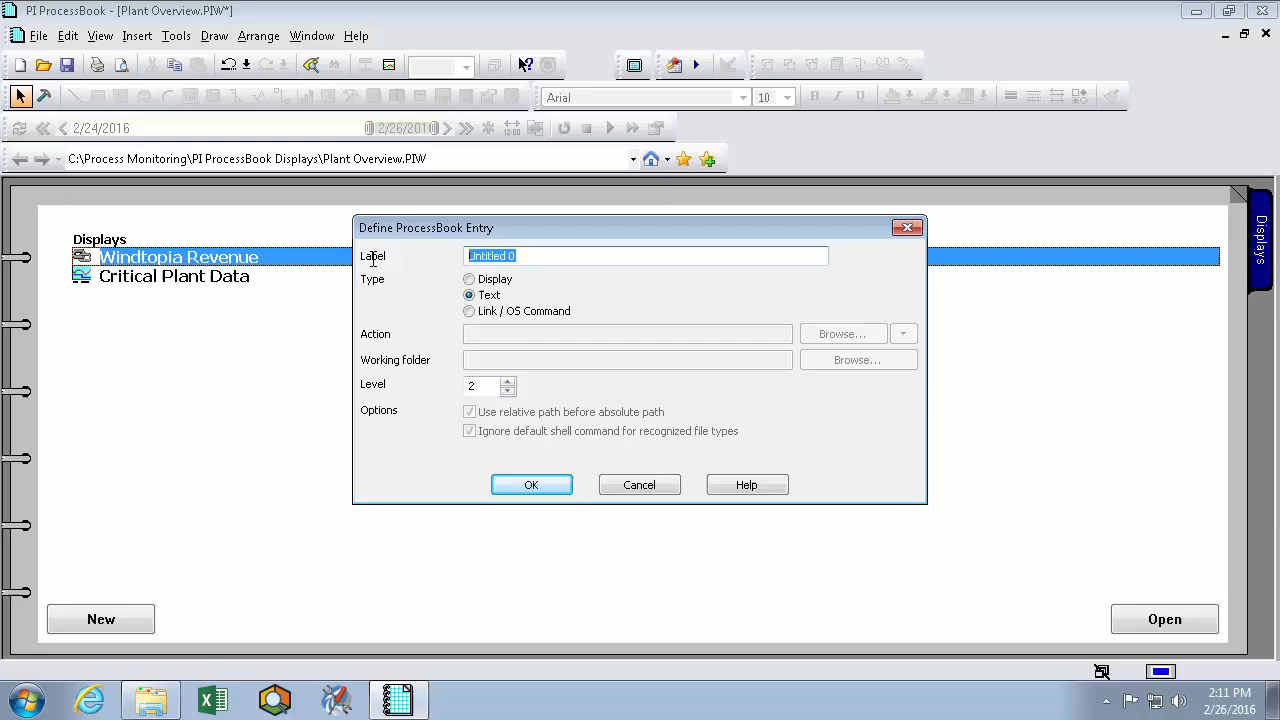 PI ProcessBook - [Plant Overview.PIW*]
File Edit View Insert Tools Draw Arrange Window Help
Arial 10 B I U
2/24/2016 2/26/2016
C:\Process Monitoring\PI ProcessBook Displays\Plant Overview.PIW
Displays
Windtopia Revenue
Critical Plant Data
Displays
Define ProcessBook Entry
Label Untitled 0
Type Display
Text
Link / OS Command
Action Browse...
Working folder Browse...
Level 2
Options Use relative path before absolute path
Ignore default shell command for recognized file types
OK Cancel Help
New Open
2:11 PM
2/26/2016